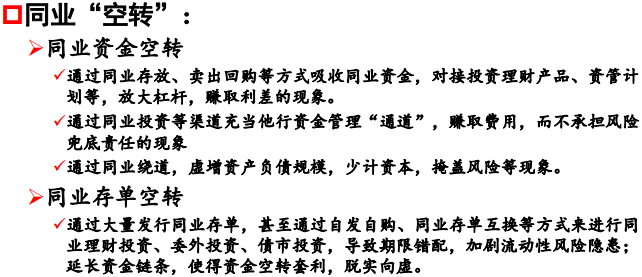 同业“空转”：
同业资金空转
通过同业存放、卖出回购等方式吸收同业资金，对接投资理财产品、资管计
划等，放大杠杆，赚取利差的现象。
通过同业投资等渠道充当他行资金管理“通道”，赚取费用，而不承担风险
兜底责任的现象
通过同业绕道，虚增资产负债规模，少计资本，掩盖风险等现象。
同业存单空转
通过大量发行同业存单，甚至通过自发自购、同业存单互换等方式来进行同
业理财投资、委外投资、债市投资，导致期限错配，加剧流动性风险隐患；
延长资金链条，使得资金空转套利，脱实向虚。